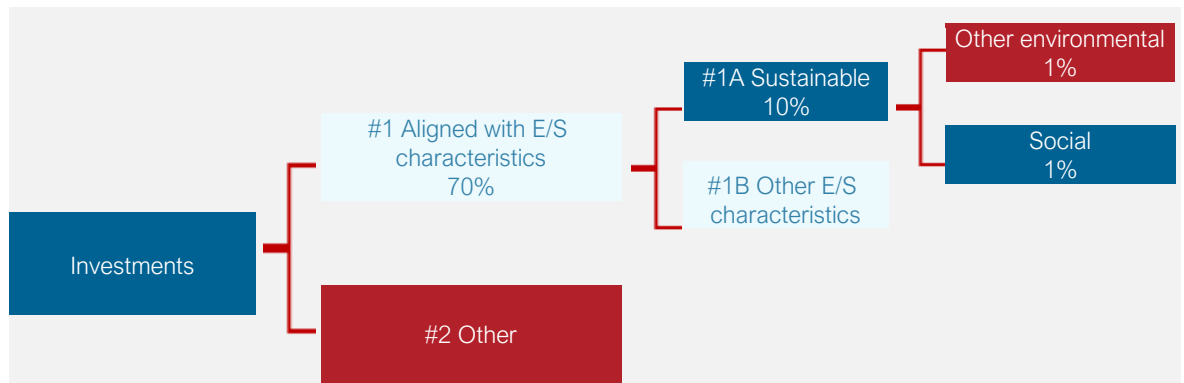 Investments
#1 Aligned with E/S
characteristics
70%
#2 Other
#1A Sustainable
10%
#1B Other E/S
characteristics
Other environmental
1%
Social
1%